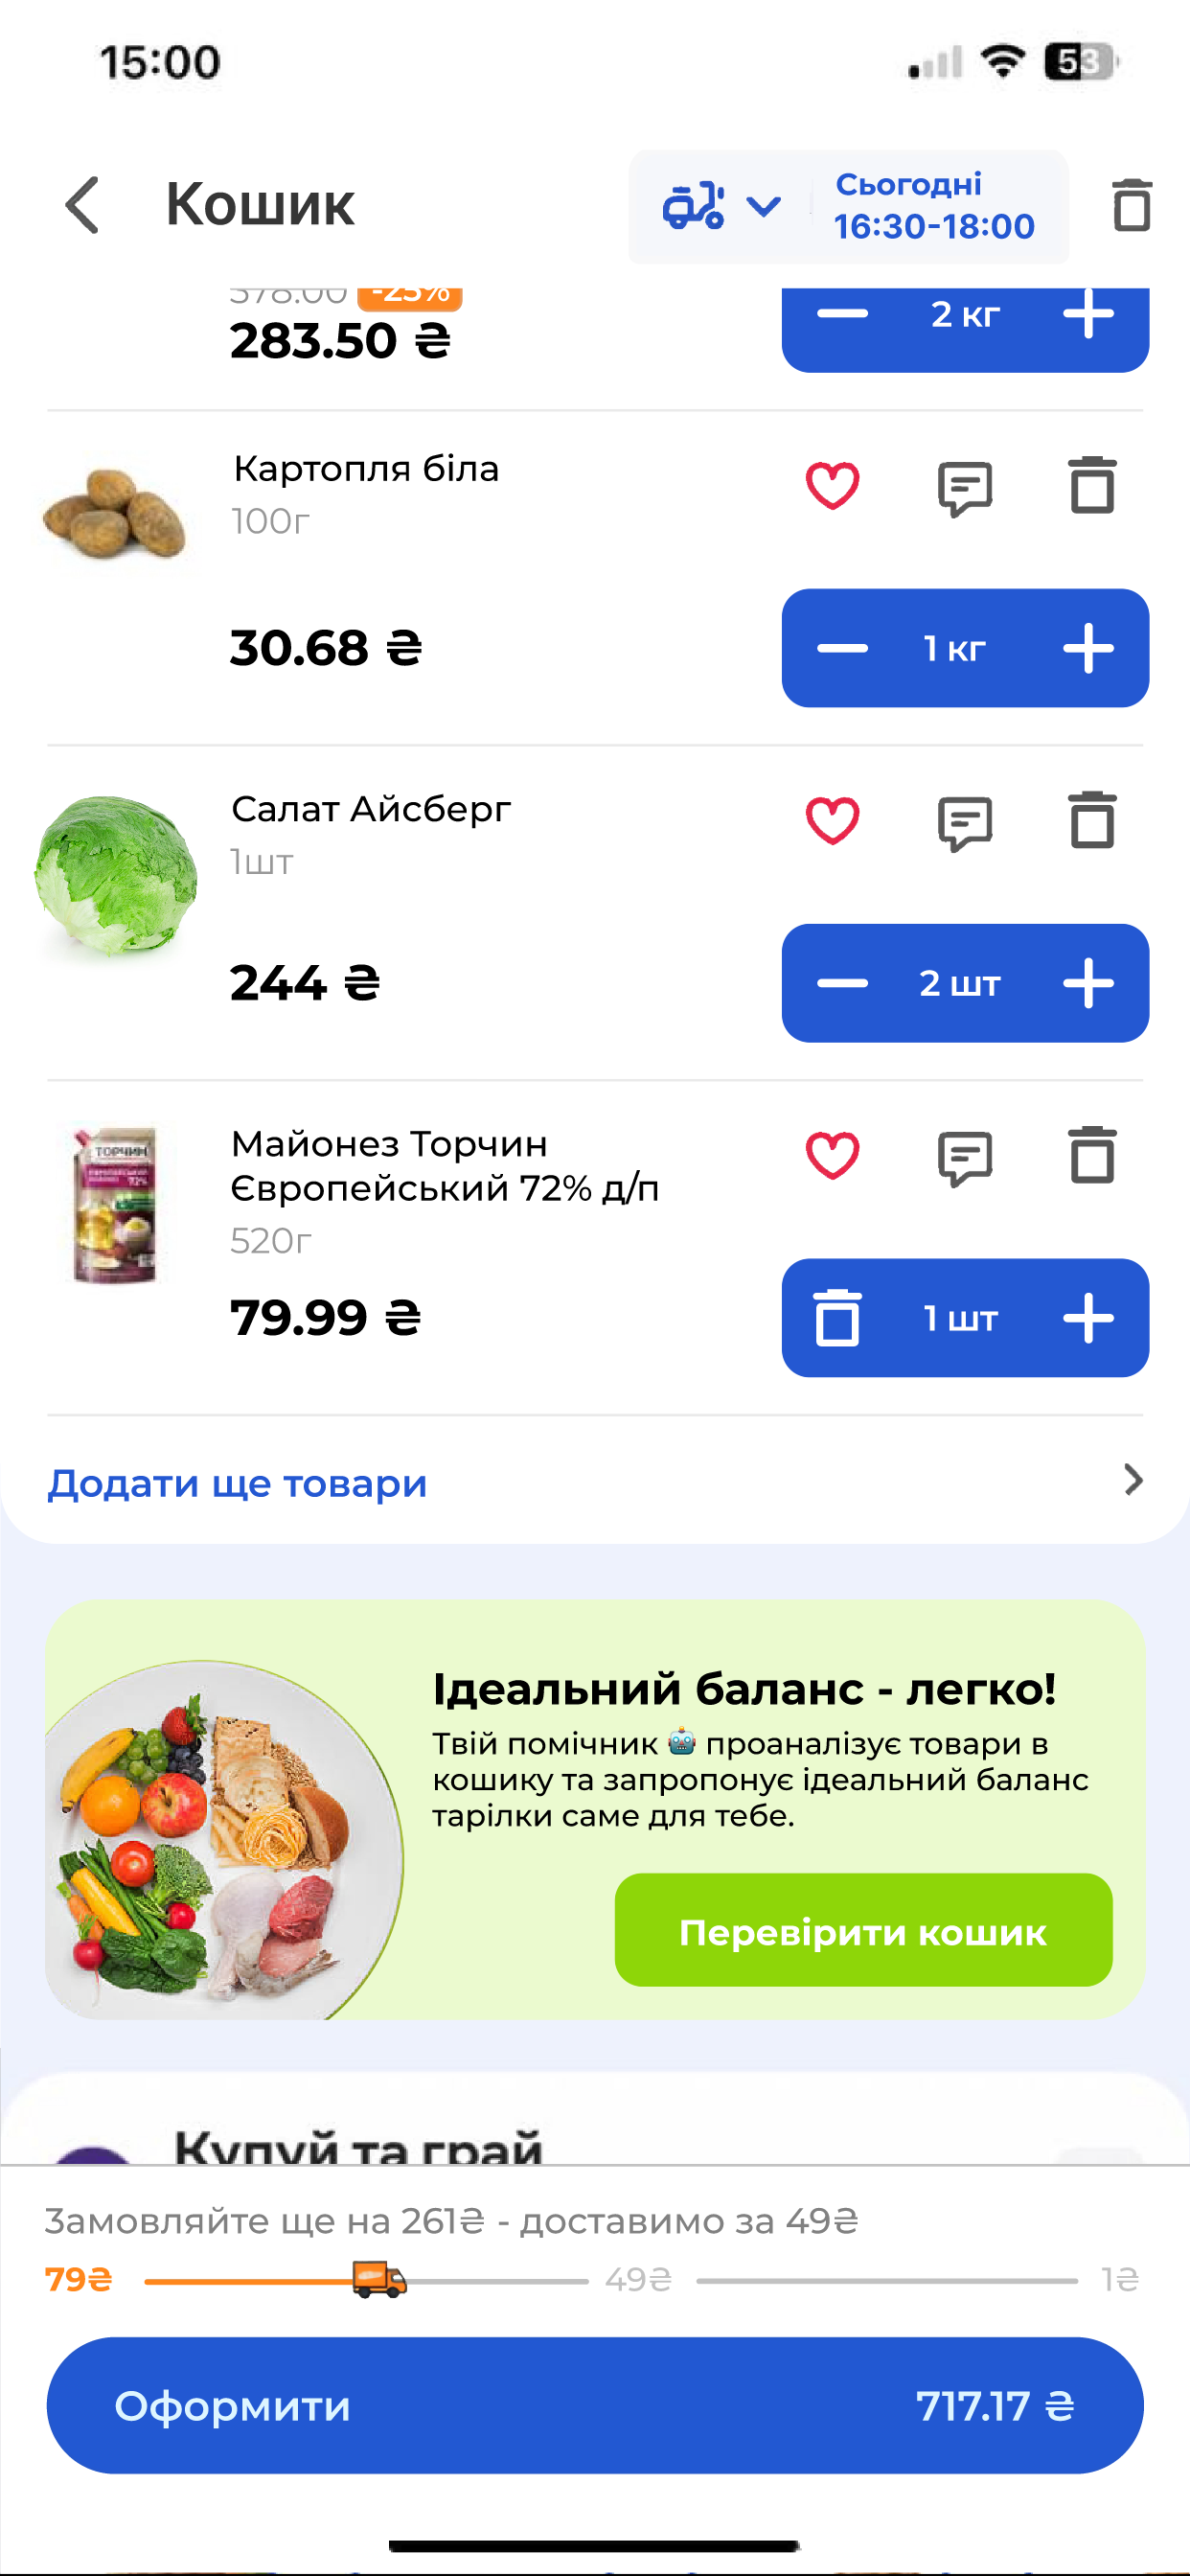 15:00
53
Кошик
Сьогодні
16:30-18:00
378.00 -25%
283.50 ₴
2 кг
Картопля біла
100г
30.68 ₴
1 кг
Салат Айсберг
1шт
244 ₴
2 шт
ТОРЧИН
72%
Майонез Торчин
Європейський 72% д/п
520г
79.99 ₴
1 шт
Додати ще товари
Ідеальний баланс - легко!
Твій помічник 🤖 проаналізує товари в
кошику та запропонує ідеальний баланс
тарілки саме для тебе.
Перевірити кошик
Купуй та грай
Замовляйте ще на 261₴ - доставимо за 49₴
79₴ 49₴ 1₴
Оформити 717.17 ₴